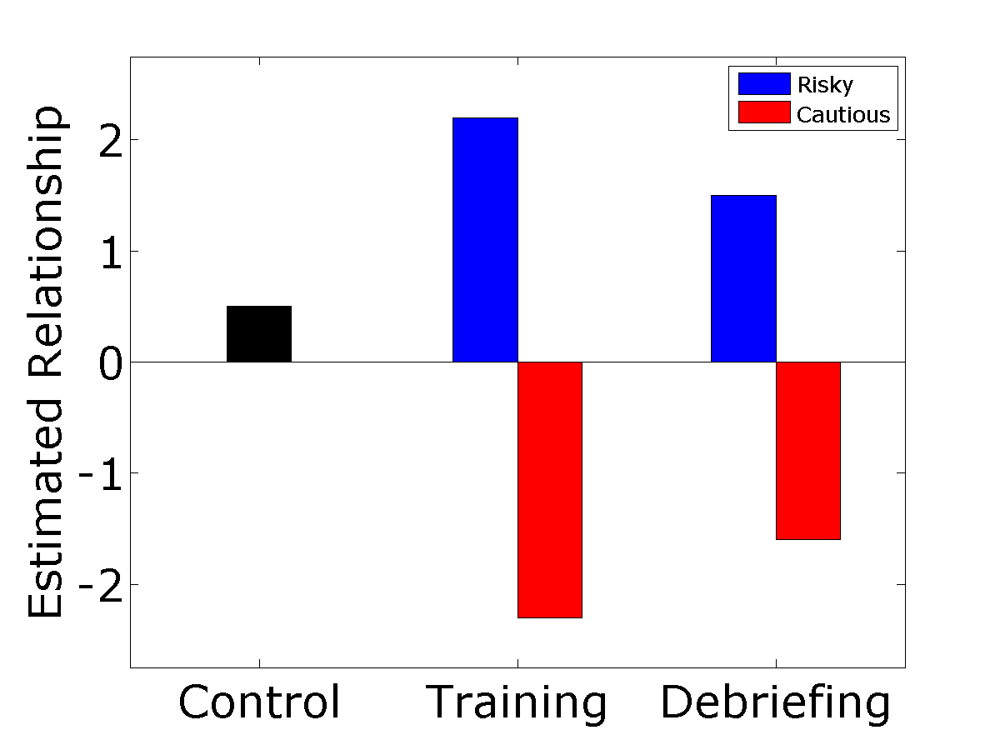 Risky
Cautious
Estimated Relationship
2
1
0
-1
-2
Control Training Debriefing